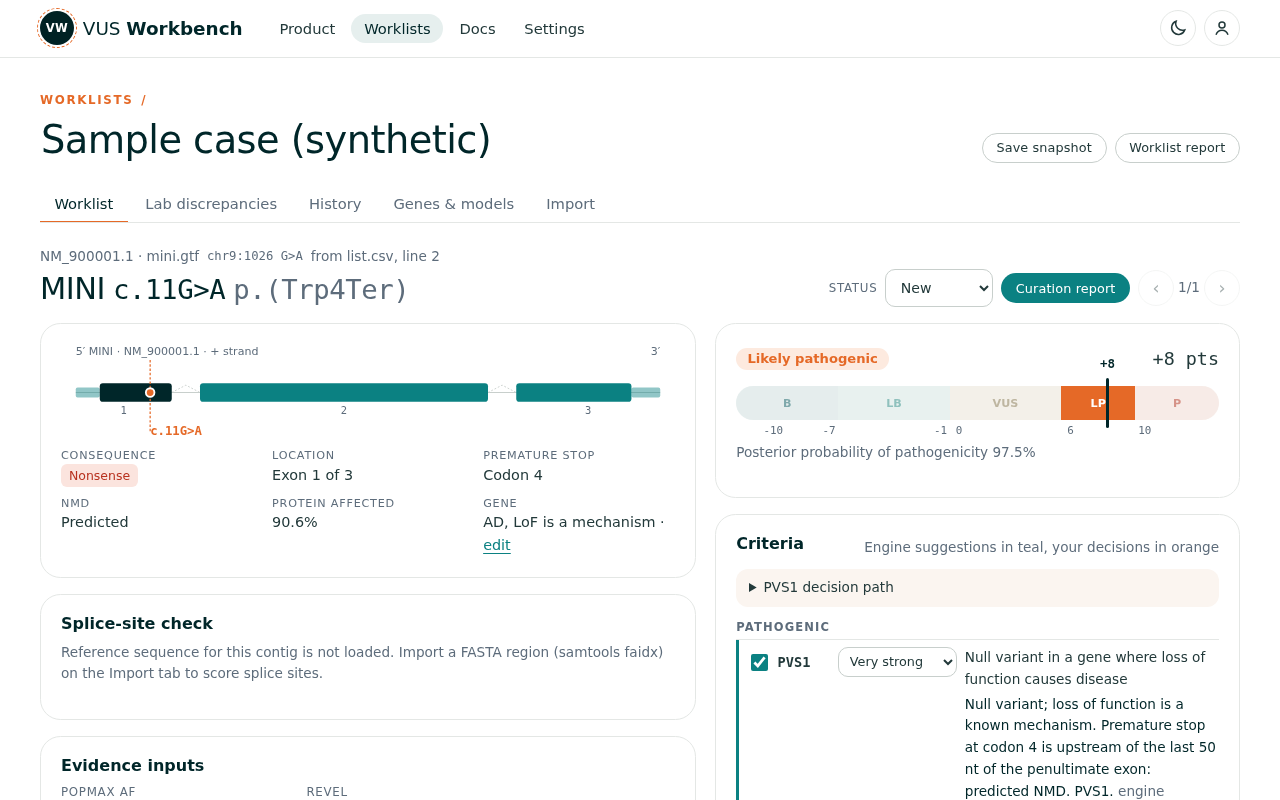 VW VUS Workbench Product Worklists Docs Settings
WORKLISTS /
Sample case (synthetic)
Save snapshot Worklist report
Worklist Lab discrepancies History Genes & models Import
NM_900001.1 · mini.gtf chr9:1026 G>A from list.csv, line 2
MINI c.11G>A p.(Trp4Ter)
STATUS New Curation report ‹ 1/1 ›
5′ MINI · NM_900001.1 · + strand 3′
1 2 3
c.11G>A
CONSEQUENCE LOCATION PREMATURE STOP
Nonsense Exon 1 of 3 Codon 4
NMD PROTEIN AFFECTED GENE
Predicted 90.6% AD, LoF is a mechanism ·
edit
Splice-site check
Reference sequence for this contig is not loaded. Import a FASTA region (samtools faidx)
on the Import tab to score splice sites.
Evidence inputs
POPMAX AF REVEL
Likely pathogenic +8 +8 pts
B LB VUS LP P
-10 -7 -1 0 6 10
Posterior probability of pathogenicity 97.5%
Criteria Engine suggestions in teal, your decisions in orange
▶ PVS1 decision path
PATHOGENIC
PVS1 Very strong Null variant in a gene where loss of
function causes disease
Null variant; loss of function is a
known mechanism. Premature stop
at codon 4 is upstream of the last 50
nt of the penultimate exon:
predicted NMD. PVS1. engine